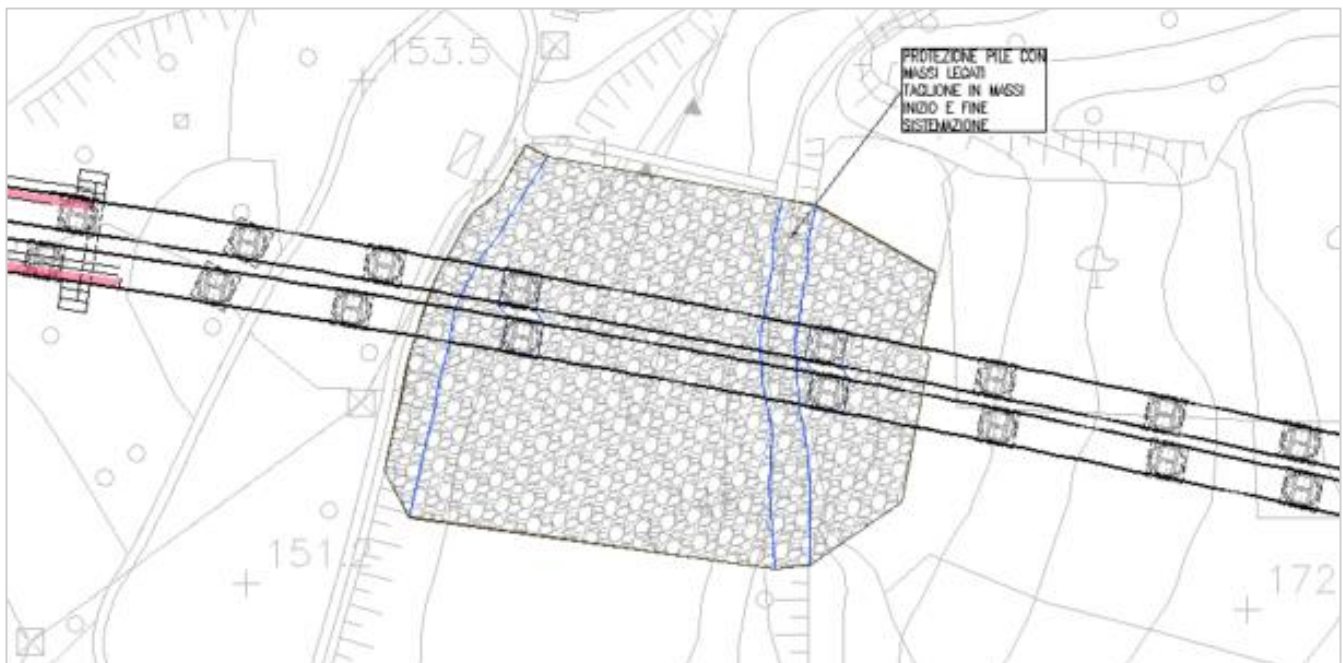 153.5
PROTEZIONE PILE CON
MASSI LEGATI
TAGLIONE IN MASSI
INIZIO E FINE
SISTEMAZIONE
151.2
172